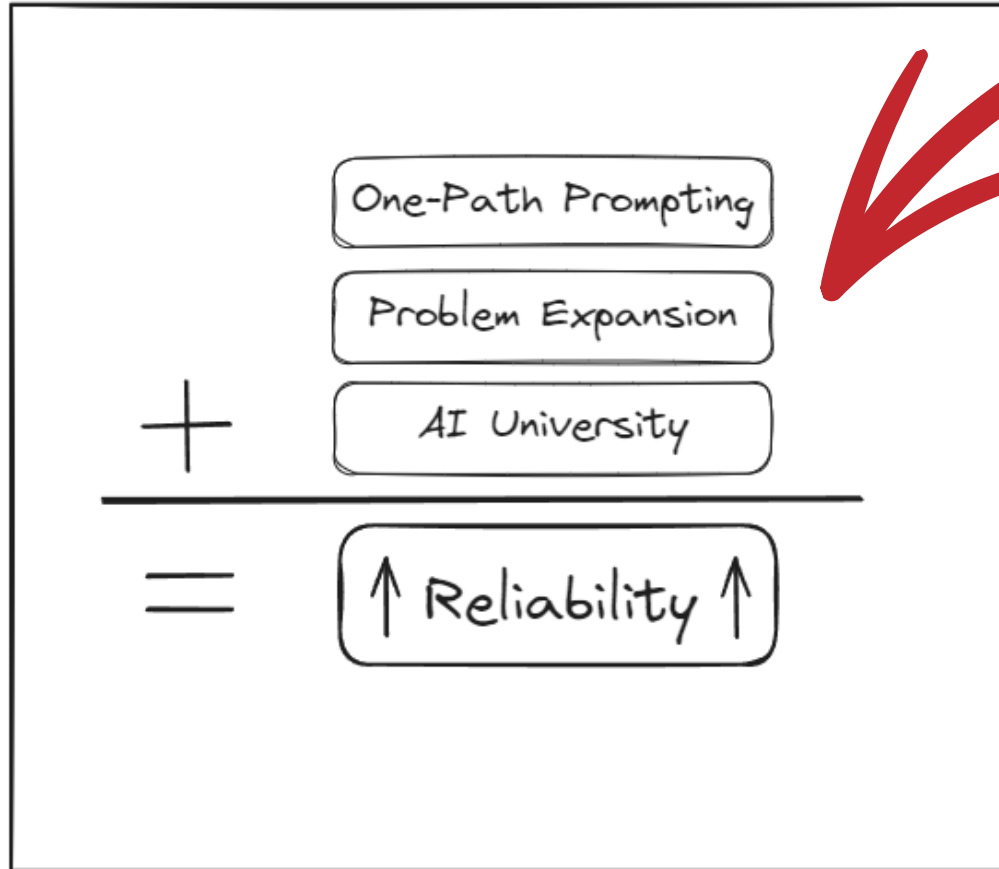 One-Path Prompting
Problem Expansion
+ AI University
= ↑ Reliability ↑